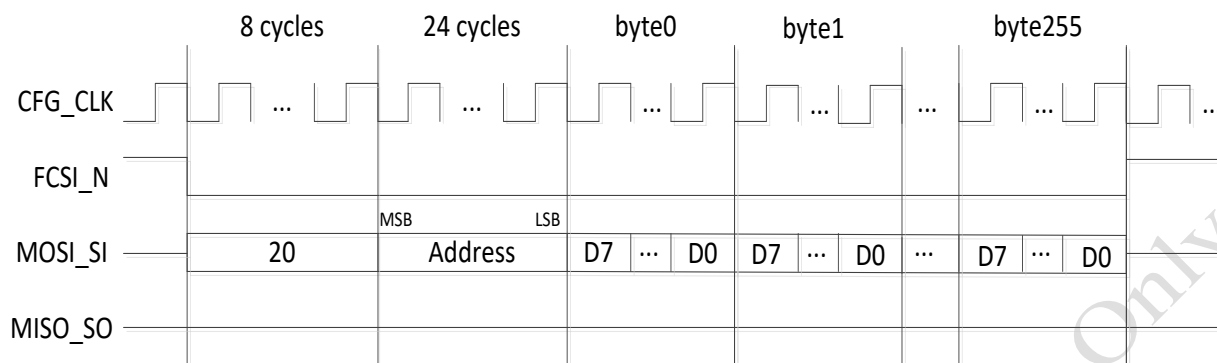 8 cycles 24 cycles byte0 byte1 byte255
CFG_CLK ... ... ... ... ... ... ...
FCSI_N
MSB LSB
MOSI_SI 20 Address D7 ... D0 D7 ... D0 ... D7 ... D0
MISO_SO
Only